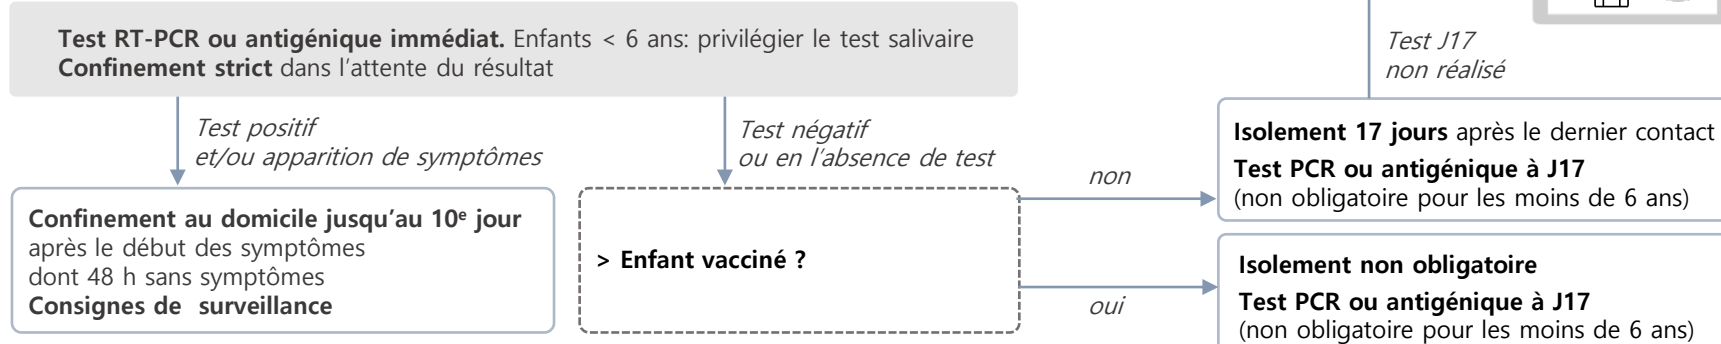 Test RT-PCR ou antigénique immédiat. Enfants < 6 ans: privilégier le test salivaire
Confinement strict dans l'attente du résultat
Test J17
non réalisé
Test positif
et/ou apparition de symptômes
Test négatif
ou en l'absence de test
Confinement au domicile jusqu'au 10e jour
après le début des symptômes
dont 48 h sans symptômes
Consignes de surveillance
> Enfant vacciné ?
non
oui
Isolement 17 jours après le dernier contact
Test PCR ou antigénique à J17
(non obligatoire pour les moins de 6 ans)
Isolement non obligatoire
Test PCR ou antigénique à J17
(non obligatoire pour les moins de 6 ans)